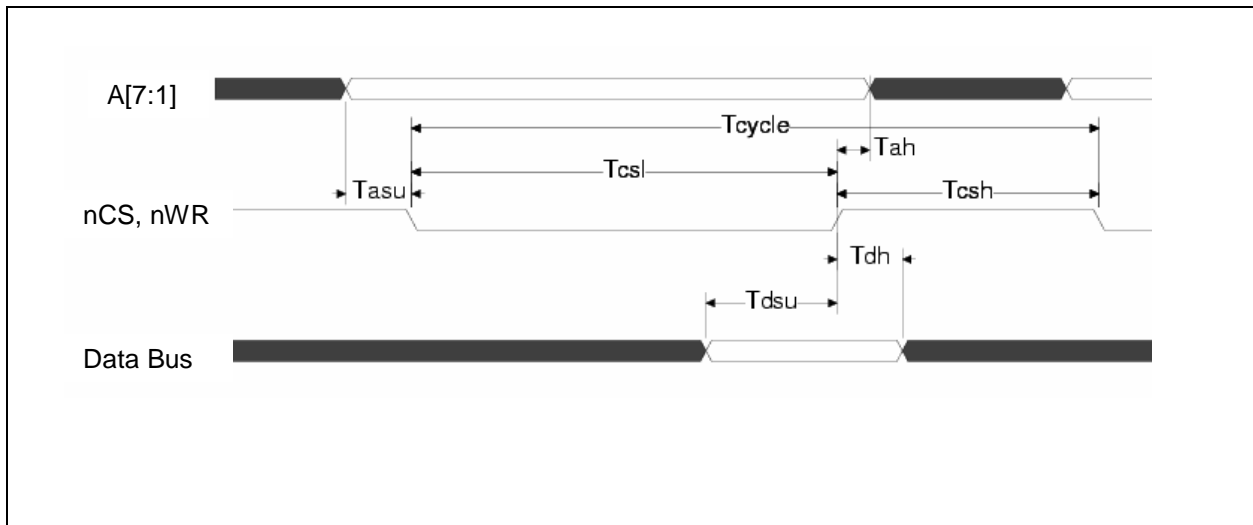 A[7:1]
Tcycle
Tah
Tcsl
Tasu
Tcsh
nCS, nWR
Tdh
Tdsu
Data Bus